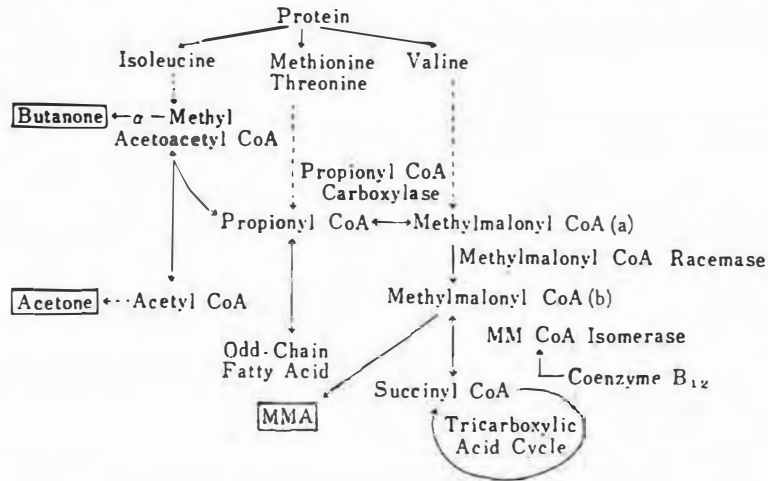 Protein
Isoleucine
Methionine
Threonine
Valine
Butanone
α - Methyl
Acetoacetyl CoA
Propionyl CoA
Carboxylase
Propionyl CoA
Methylmalonyl CoA (a)
Methylmalonyl CoA Racemase
Acetone
Acetyl CoA
Methylmalonyl CoA (b)
Odd-Chain
Fatty Acid
MM CoA Isomerase
Coenzyme B₁₂
Succinyl CoA
MMA
Tricarboxylic
Acid Cycle